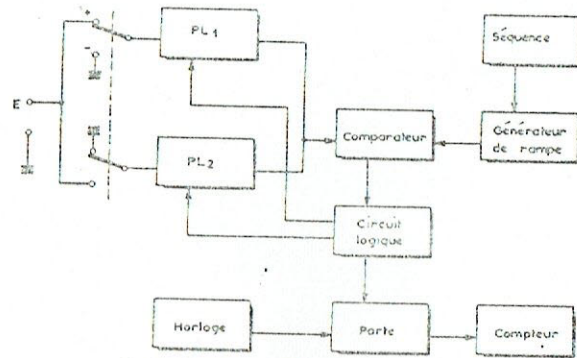 PL 1
Séquence
+
-
E
PL 2
Comparateur
Générateur
de rampe
Circuit
logique
Horloge
Porte
Compteur